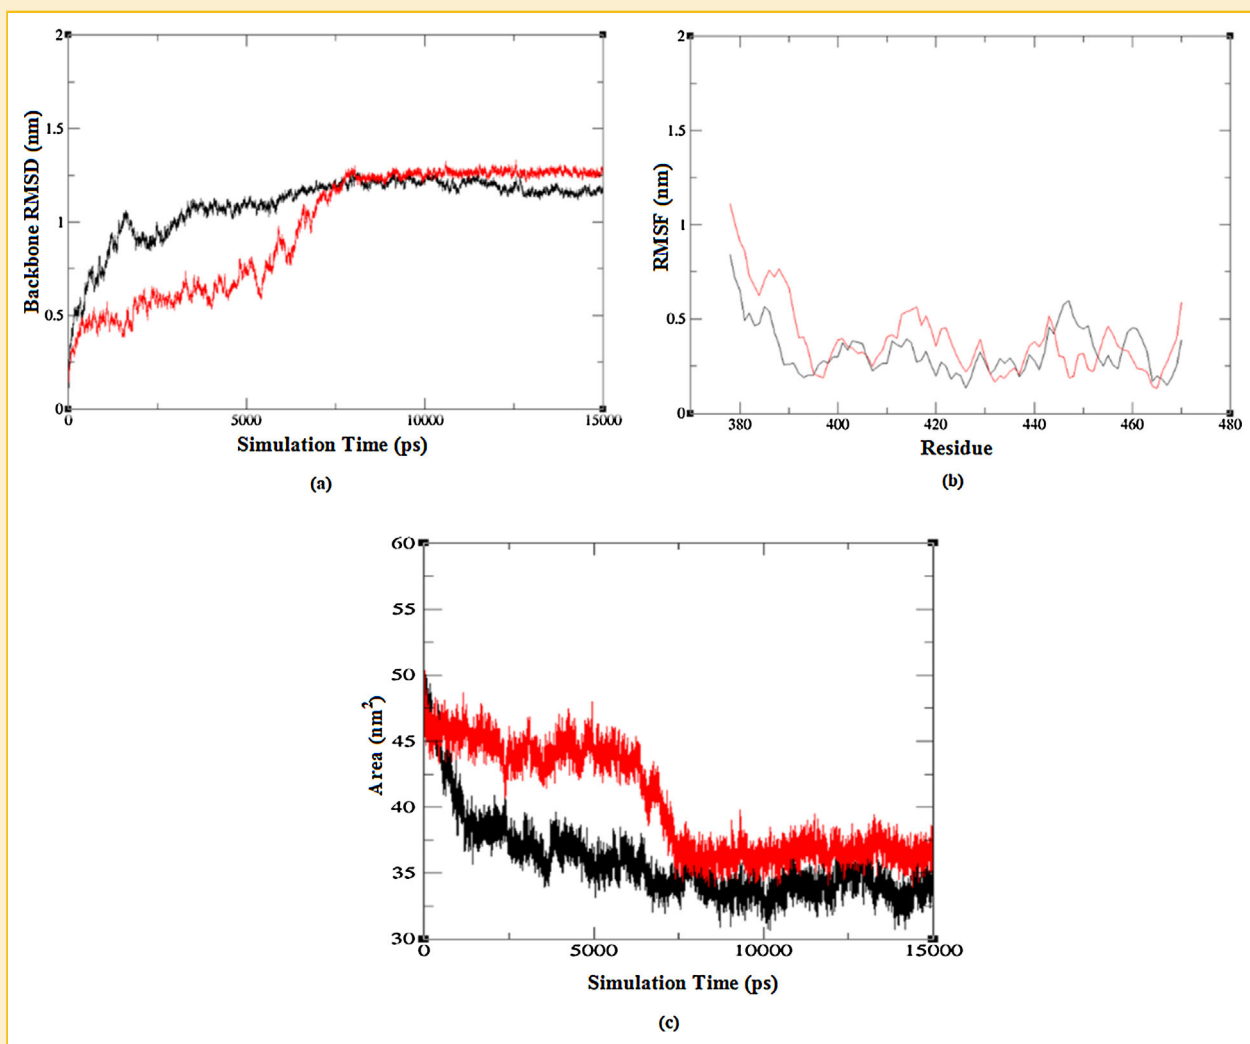 2
1.5
1
0.5
0
Backbone RMSD (nm)
0 5000 10000 15000
Simulation Time (ps)
(a)
2
1.5
1
0.5
0
RMSF (nm)
380 400 420 440 460 480
Residue
(b)
60
55
50
45
40
35
30
Area (nm²)
0 5000 10000 15000
Simulation Time (ps)
(c)